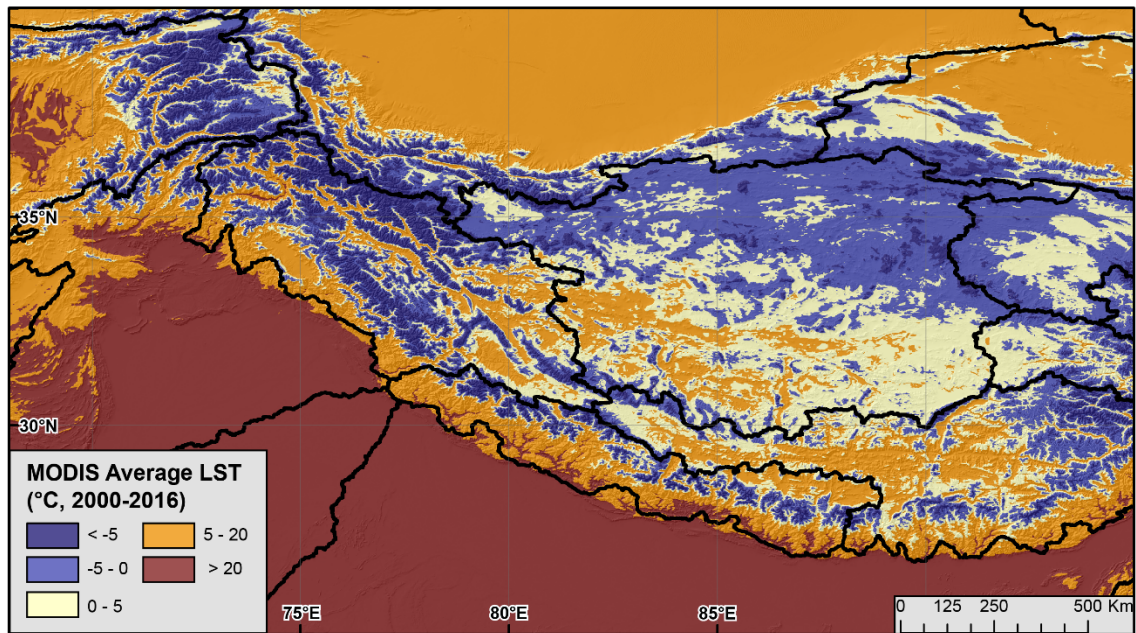 35°N
30°N
MODIS Average LST
(°C, 2000-2016)
< -5
5 - 20
-5 - 0
> 20
0 - 5
75°E
80°E
85°E
0 125 250 500 Km